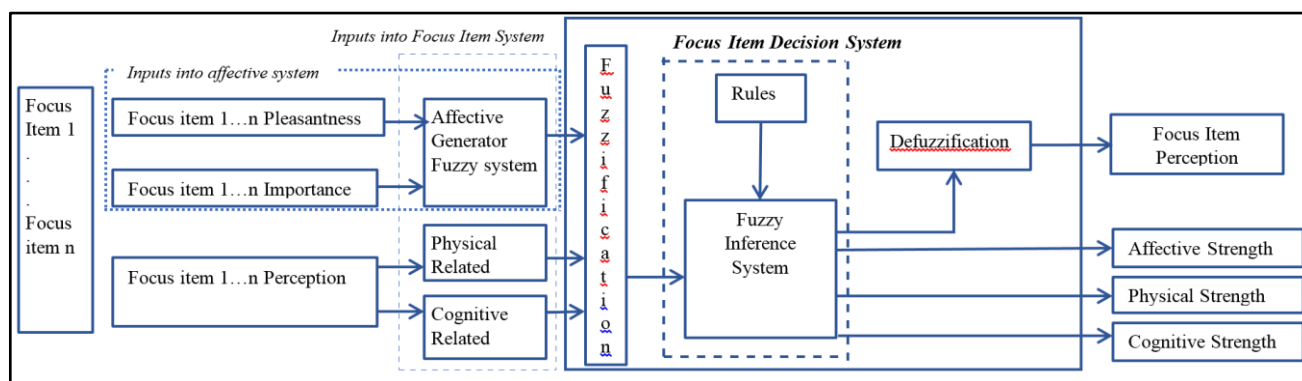 Inputs into Focus Item System
Focus Item Decision System
Inputs into affective system
Focus
Item 1
.
.
.
Focus
item n
Focus item 1…n Pleasantness
Focus item 1…n Importance
Focus item 1…n Perception
Affective
Generator
Fuzzy system
Physical
Related
Cognitive
Related
F
u
z
z
i
f
i
c
a
t
i
o
n
Rules
Fuzzy
Inference
System
Defuzzification
Focus Item
Perception
Affective Strength
Physical Strength
Cognitive Strength